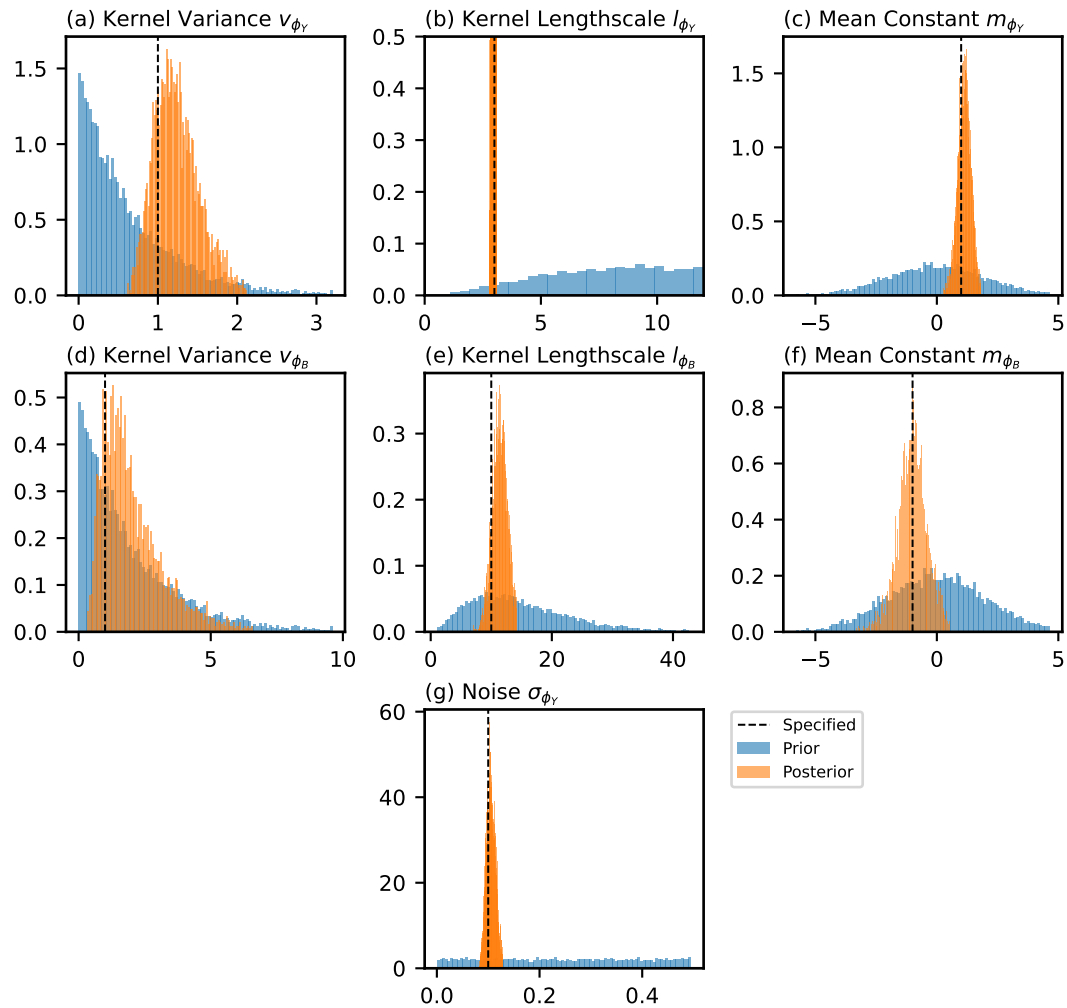 (a) Kernel Variance v_{ϕ_Y}
(b) Kernel Lengthscale l_{ϕ_Y}
(c) Mean Constant m_{ϕ_Y}
1.5
1.0
0.5
0.0
0 1 2 3
0.5
0.4
0.3
0.2
0.1
0.0
0 5 10
1.5
1.0
0.5
0.0
−5 0 5
(d) Kernel Variance v_{ϕ_B}
(e) Kernel Lengthscale l_{ϕ_B}
(f) Mean Constant m_{ϕ_B}
0.5
0.4
0.3
0.2
0.1
0.0
0 5 10
0.3
0.2
0.1
0.0
0 20 40
0.8
0.6
0.4
0.2
0.0
−5 0 5
(g) Noise σ_{ϕ_Y}
60
40
20
0
0.0 0.2 0.4
Specified
Prior
Posterior